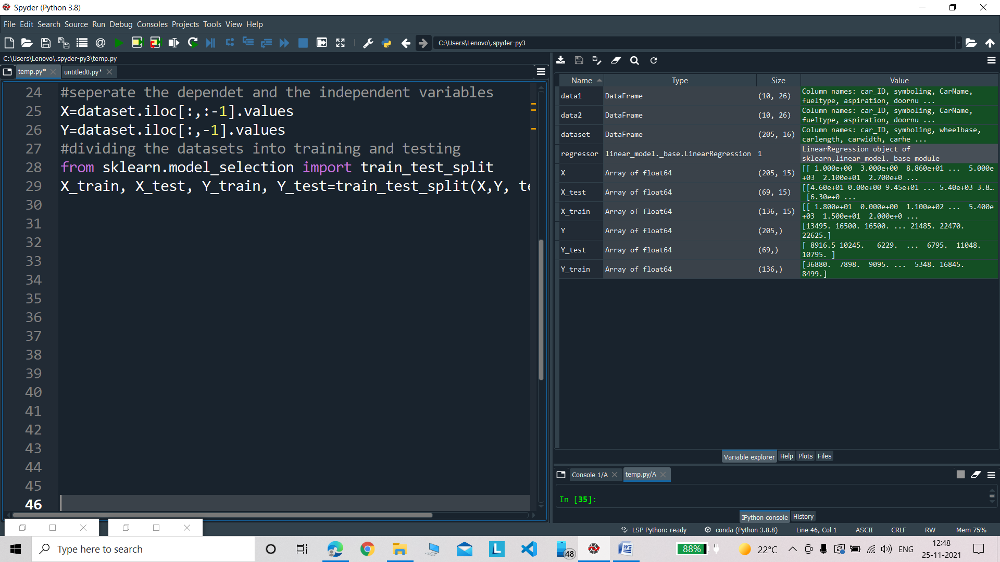 Spyder (Python 3.8)
File Edit Search Source Run Debug Consoles Projects Tools View Help
C:\Users\Lenovo\.spyder-py3
C:\Users\Lenovo\.spyder-py3\temp.py
temp.py* untitled0.py*
24 #seperate the dependet and the independent variables
25 X=dataset.iloc[:,:-1].values
26 Y=dataset.iloc[:,-1].values
27 #dividing the datasets into training and testing
28 from sklearn.model_selection import train_test_split
29 X_train, X_test, Y_train, Y_test=train_test_split(X,Y, te
30
31
32
33
34
35
36
37
38
39
40
41
42
43
44
45
46
Name Type Size Value
data1 DataFrame (10, 26) Column names: car_ID, symboling, CarName,
fueltype, aspiration, doornu ...
data2 DataFrame (10, 26) Column names: car_ID, symboling, CarName,
fueltype, aspiration, doornu ...
dataset DataFrame (205, 16) Column names: car_ID, symboling, wheelbase,
carlength, carwidth, carhe ...
regressor linear_model._base.LinearRegression 1 LinearRegression object of
sklearn.linear_model._base module
X Array of float64 (205, 15) [[ 1.000e+00 3.000e+00 8.860e+01 ... 5.000e
+03 2.100e+01 2.700e+0 ...
X_test Array of float64 (69, 15) [[4.60e+01 0.00e+00 9.45e+01 ... 5.40e+03 3.8…
[6.30e+0 ...
X_train Array of float64 (136, 15) [[ 1.800e+01 0.000e+00 1.100e+02 ... 5.400e
+03 1.500e+01 2.000e+0 ...
Y Array of float64 (205,) [13495. 16500. 16500. ... 21485. 22470.
22625.]
Y_test Array of float64 (69,) [ 8916.5 10245. 6229. ... 6795. 11048.
10795. ]
Y_train Array of float64 (136,) [36880. 7898. 9095. ... 5348. 16845.
8499.]
Variable explorer Help Plots Files
Console 1/A temp.py/A
In [35]:
IPython console History
LSP Python: ready conda (Python 3.8.8) Line 46, Col 1 ASCII CRLF RW Mem 75%
Type here to search
L
48
W
88%
22°C
ENG
12:48
25-11-2021